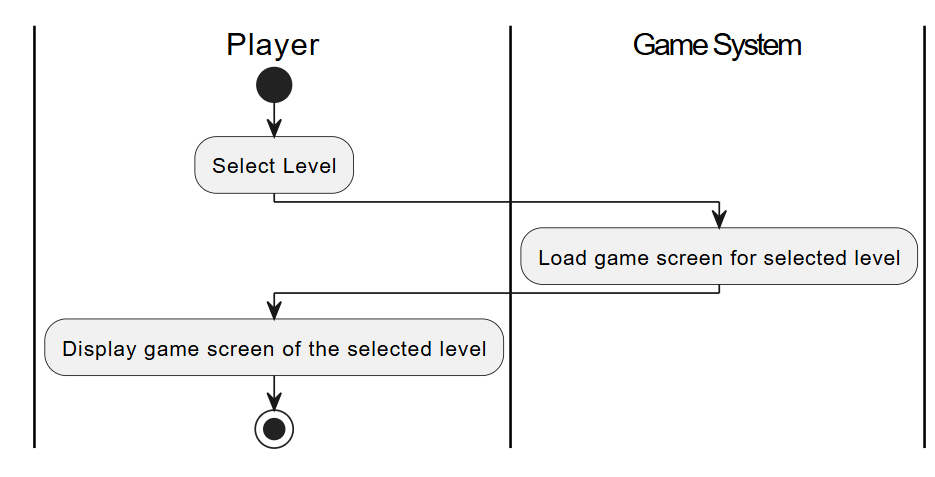 Player
Game System
Select Level
Load game screen for selected level
Display game screen of the selected level